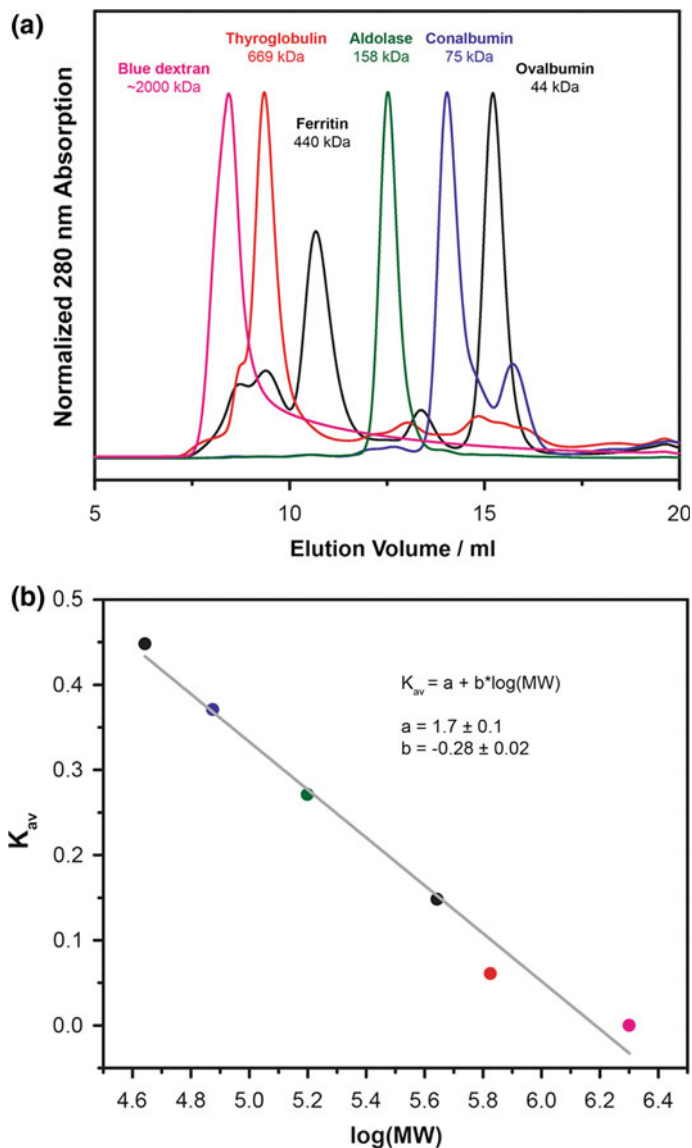 (a)
Thyroglobulin
669 kDa
Aldolase
158 kDa
Conalbumin
75 kDa
Blue dextran
~2000 kDa
Ovalbumin
44 kDa
Ferritin
440 kDa
Normalized 280 nm Absorption
5
10
15
20
Elution Volume / ml
(b)
0.5
0.4
0.3
0.2
0.1
0.0
Kav
Kav = a + b*log(MW)
a = 1.7 ± 0.1
b = -0.28 ± 0.02
4.6 4.8 5.0 5.2 5.4 5.6 5.8 6.0 6.2 6.4
log(MW)